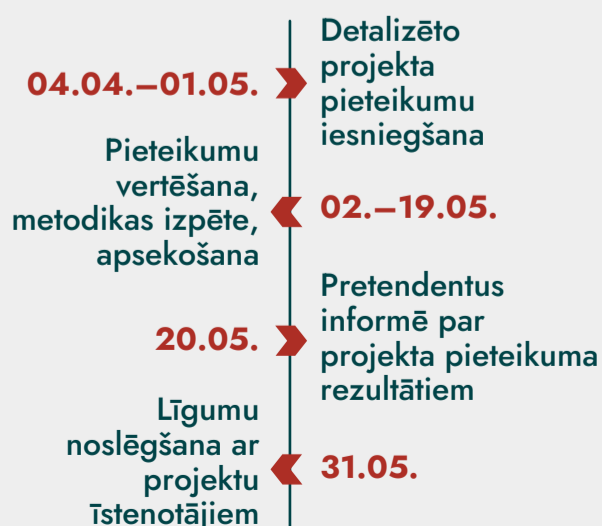 04.04.–01.05.
Detalizēto
projekta
pieteikumu
iesniegšana
Pieteikumu
vērtēšana,
metodikas izpēte,
apsekošana
02.–19.05.
20.05.
Pretendentus
informē par
projekta pieteikuma
rezultātiem
Līgumu
noslēgšana ar
projektu
īstenotājiem
31.05.